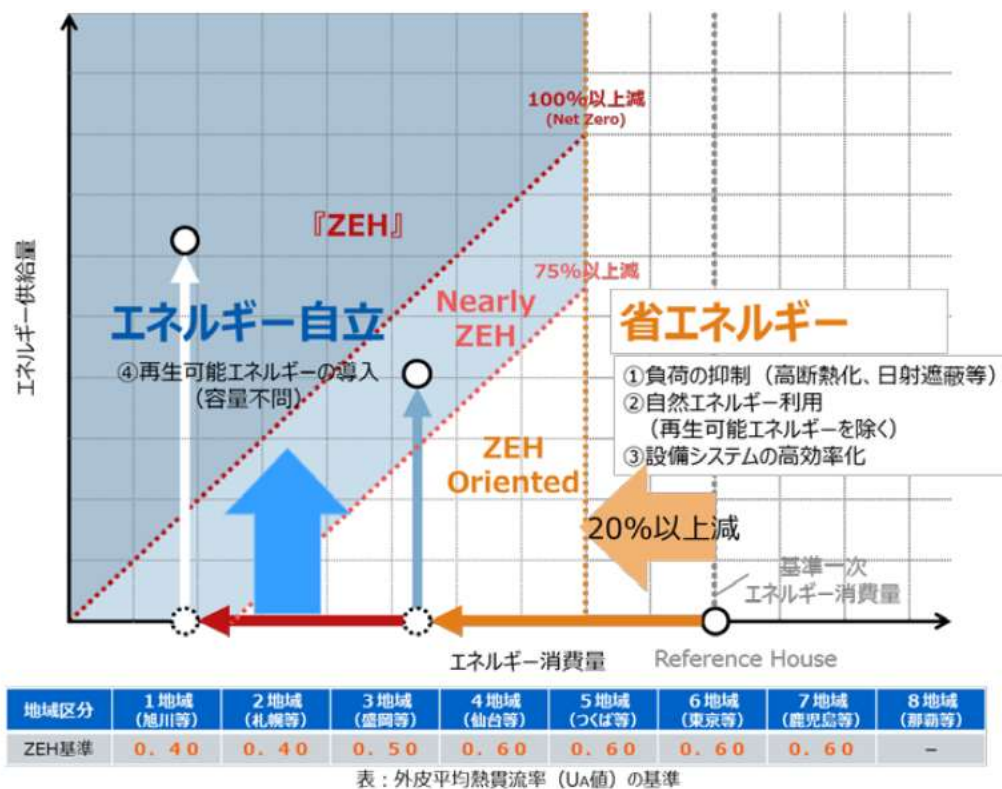 100%以上減
(Net Zero)
『ZEH』
75%以上減
Nearly
ZEH
エネルギー自立
④再生可能エネルギーの導入
(容量不問)
省エネルギー
①負荷の抑制（高断熱化、日射遮蔽等）
②自然エネルギー利用
（再生可能エネルギーを除く）
③設備システムの高効率化
ZEH
Oriented
20%以上減
基準一次
エネルギー消費量
エネルギー供給量
エネルギー消費量
Reference House
地域区分 1地域 2地域 3地域 4地域 5地域 6地域 7地域 8地域
(旭川等) (札幌等) (盛岡等) (仙台等) (つくば等) (東京等) (鹿児島等) (那覇等)
ZEH基準 0.40 0.40 0.50 0.60 0.60 0.60 0.60 －
表：外皮平均熱貫流率（UA値）の基準